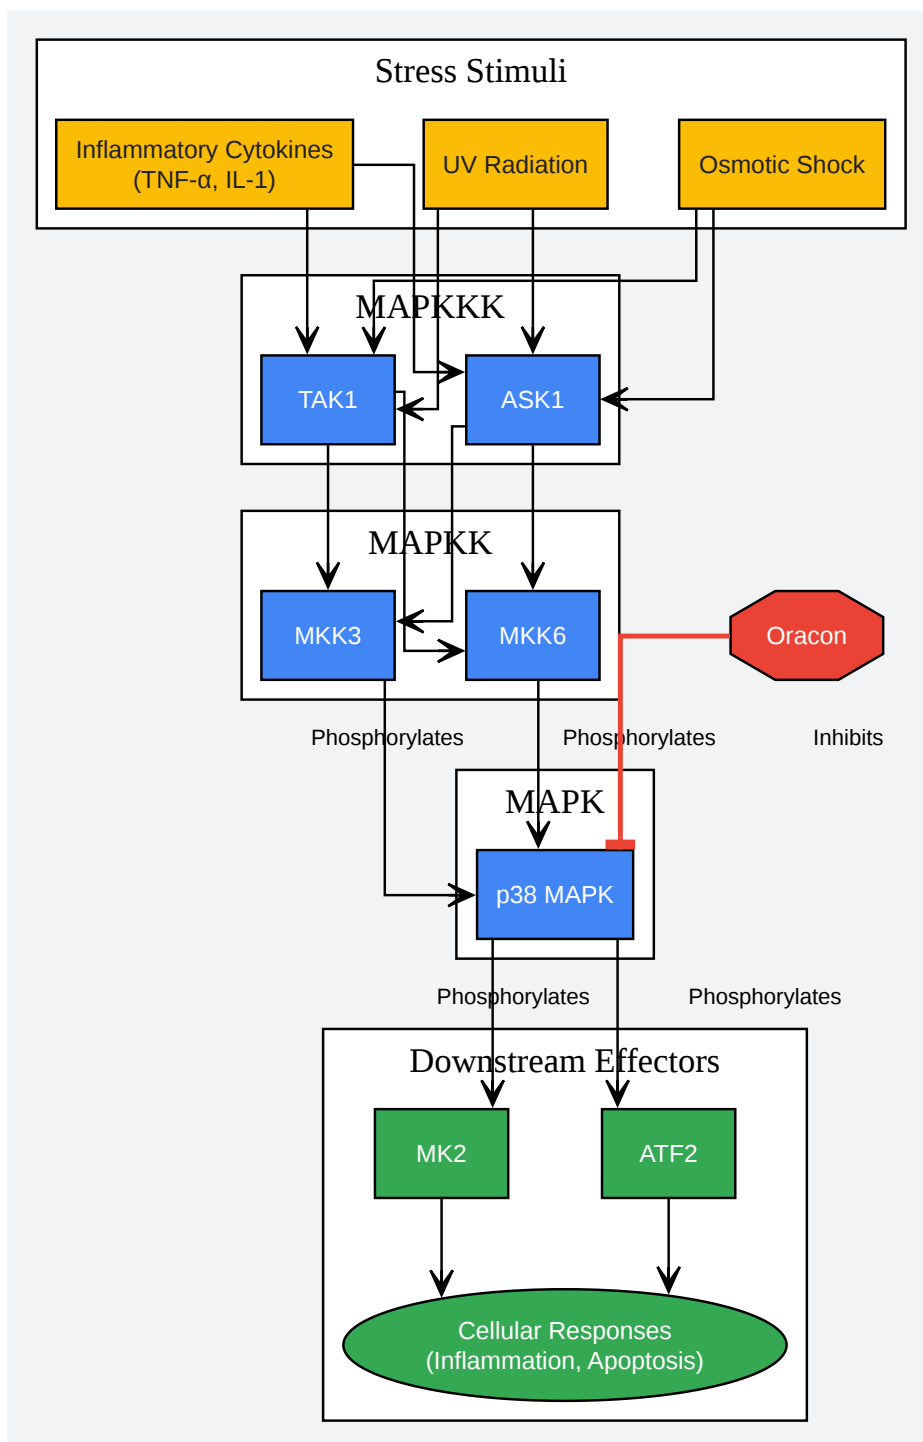 Stress Stimuli
Inflammatory Cytokines
(TNF-α, IL-1)
UV Radiation
Osmotic Shock
MAPKKK
TAK1
ASK1
MAPKK
MKK3
MKK6
Oracon
Phosphorylates
Phosphorylates
Inhibits
MAPK
p38 MAPK
Phosphorylates
Phosphorylates
Downstream Effectors
MK2
ATF2
Cellular Responses
(Inflammation, Apoptosis)